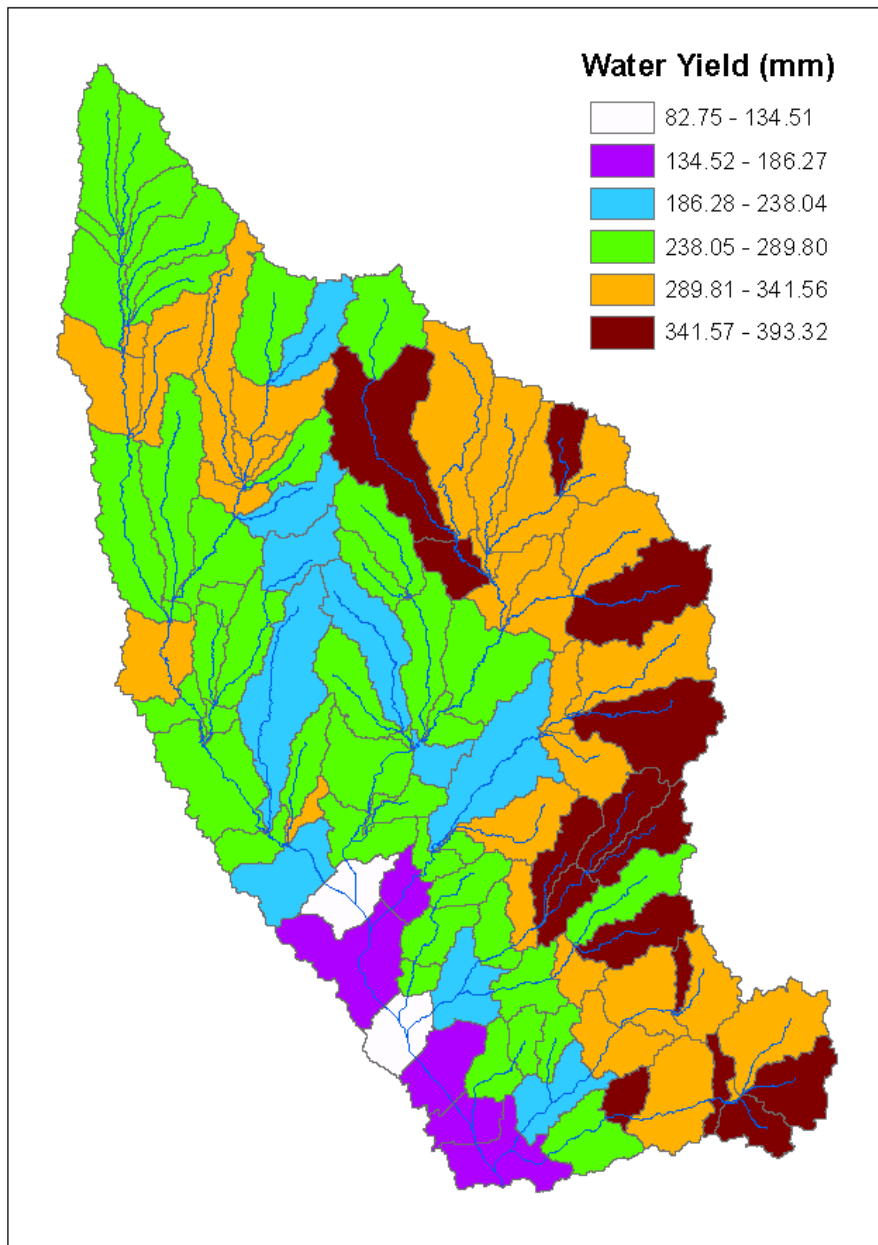 Water Yield (mm)
82.75 - 134.51
134.52 - 186.27
186.28 - 238.04
238.05 - 289.80
289.81 - 341.56
341.57 - 393.32